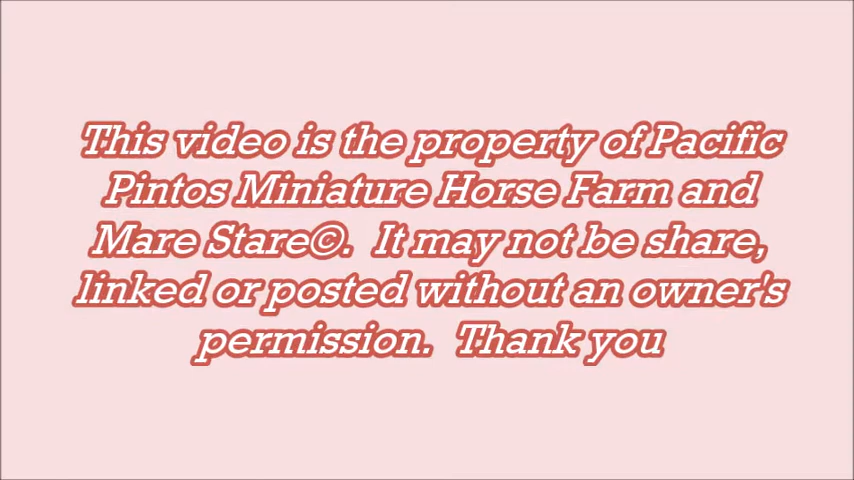 This video is the property of Pacific
Pintos Miniature Horse Farm and
Mare Stare©.  It may not be share,
linked or posted without an owner's
permission.  Thank you